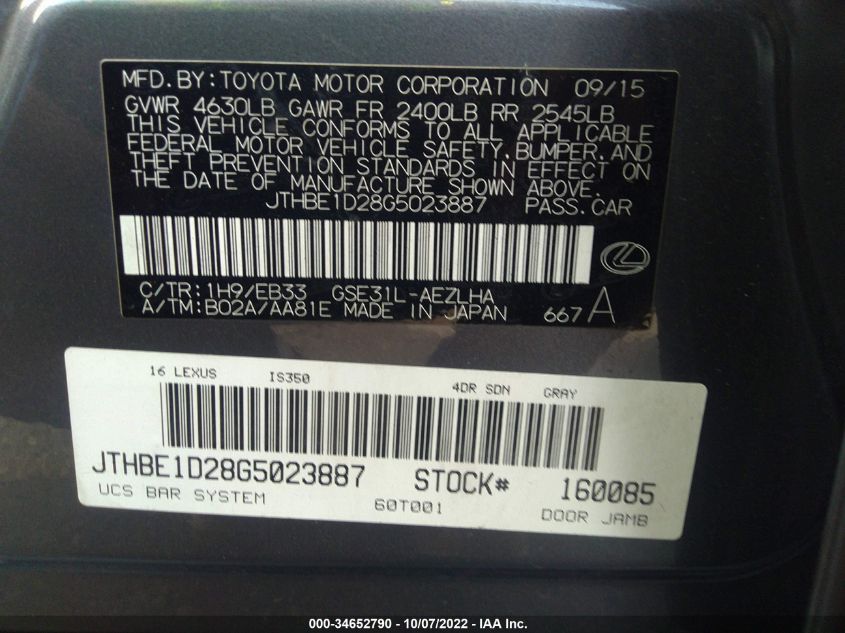 MFD. BY: TOYOTA MOTOR CORPORATION 09/15
GVWR 4630LB GAWR FR 2400LB RR 2545LB
THIS VEHICLE CONFORMS TO ALL APPLICABLE
FEDERAL MOTOR VEHICLE SAFETY, BUMPER, AND
THEFT PREVENTION STANDARDS IN EFFECT ON
THE DATE OF MANUFACTURE SHOWN ABOVE.
JTHBE1D28G5023887 PASS. CAR
C/TR: 1H9/EB33 GSE31L-AEZLHA
A/TM: B02A/AA81E MADE IN JAPAN 667 A
16 LEXUS IS350 4DR SDN GRAY
JTHBE1D28G5023887 STOCK# 160085
UCS BAR SYSTEM 60T001 DOOR JAMB
000-34652790 - 10/07/2022 - IAA Inc.